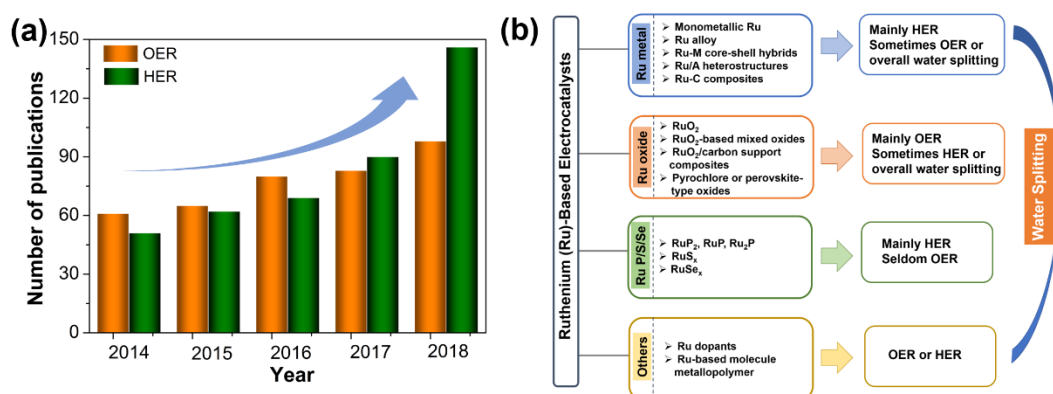 (a)
150
120
90
60
30
0
Number of publications
OER
HER
2014 2015 2016 2017 2018
Year
(b)
Ruthenium (Ru)-Based Electrocatalysts
Ru metal
➢ Monometallic Ru
➢ Ru alloy
➢ Ru-M core-shell hybrids
➢ Ru/A heterostructures
➢ Ru-C composites
Mainly HER
Sometimes OER or
overall water splitting
Ru oxide
➢ RuO₂
➢ RuO₂-based mixed oxides
➢ RuO₂/carbon support
composites
➢ Pyrochlore or perovskite-
type oxides
Mainly OER
Sometimes HER or
overall water splitting
Ru P/S/Se
➢ RuP₂, RuP, Ru₂P
➢ RuSₓ
➢ RuSeₓ
Mainly HER
Seldom OER
Others
➢ Ru dopants
➢ Ru-based molecule
metallopolymer
OER or HER
Water Splitting